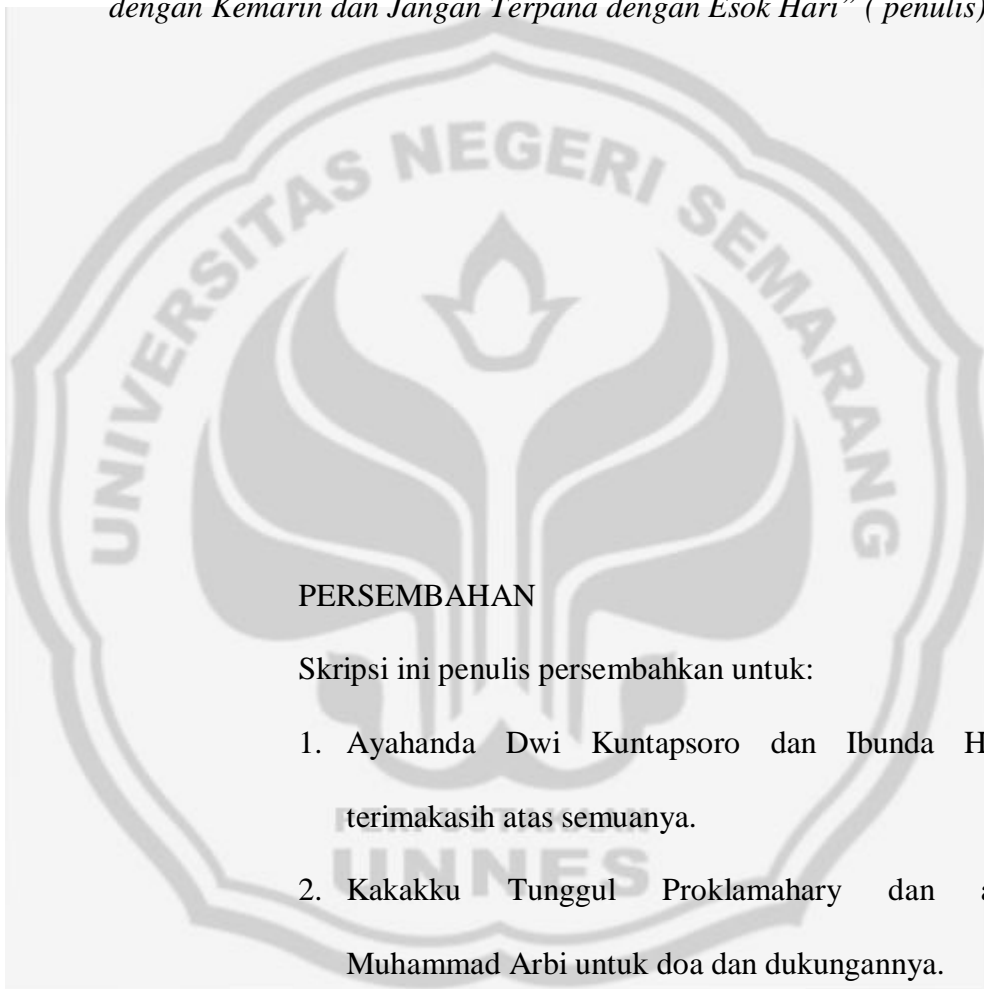 dengan Kemarin dan Jangan Terpana dengan Esok Hari” ( penulis)
UNIVERSITAS NEGERI SEMARANG
PERSEMBAHAN
Skripsi ini penulis persembahkan untuk:
1. Ayahanda Dwi Kuntapsoro dan Ibunda
terimakasih atas semuanya.
PERPUSTAKAAN
UNNES
2. Kakakku Tunggul Proklamahary dan
Muhammad Arbi untuk doa dan dukungannya.